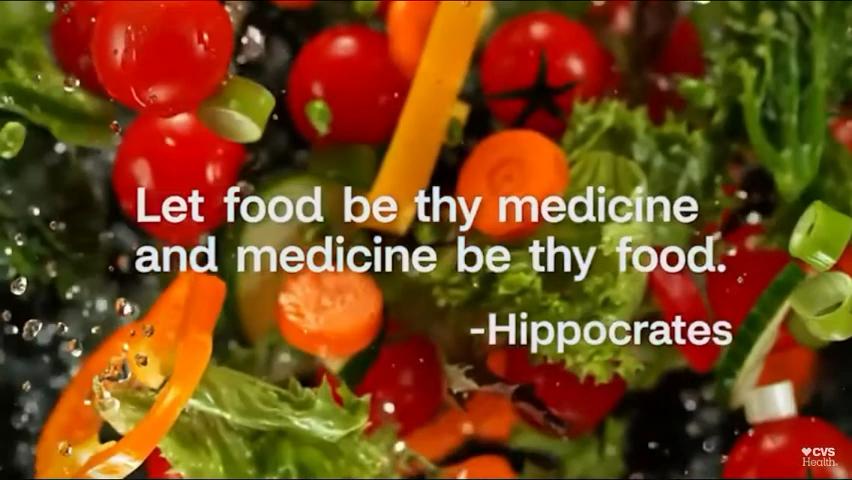 Let food be thy medicine
and medicine be thy food.
-Hippocrates
CVS
Health.